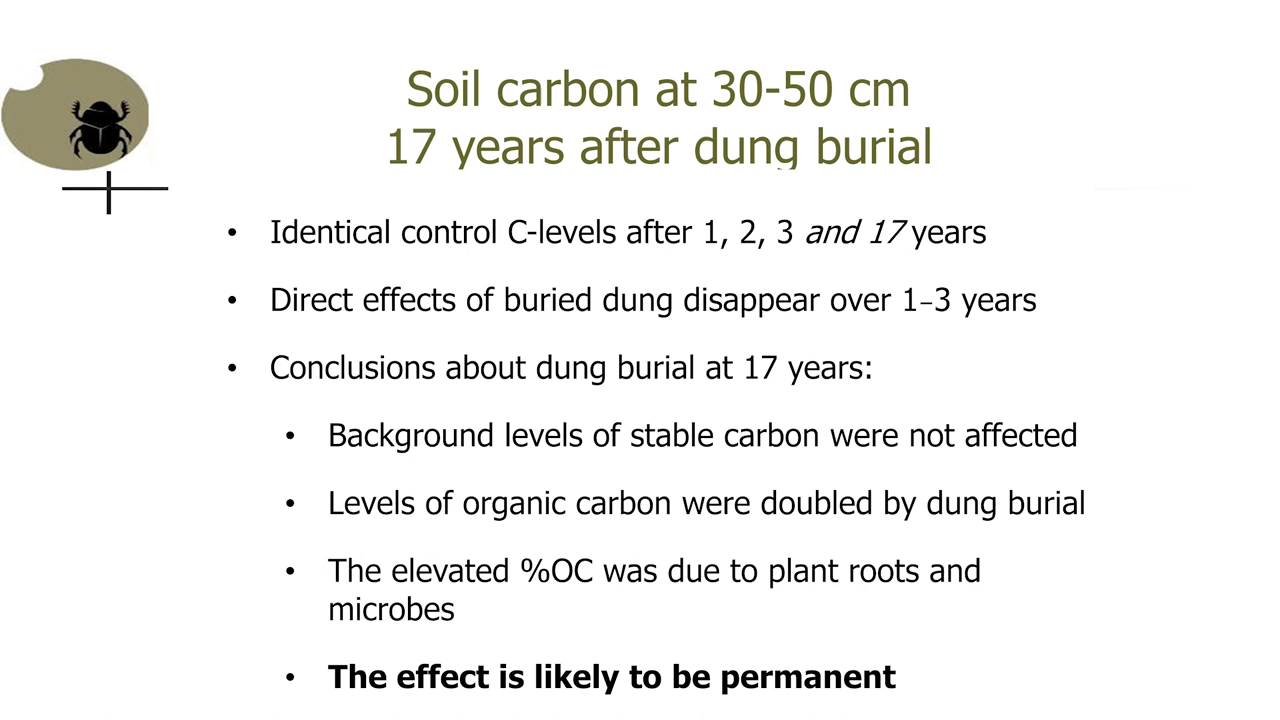 Soil carbon at 30-50 cm
17 years after dung burial
• Identical control C-levels after 1, 2, 3 and 17 years
• Direct effects of buried dung disappear over 1–3 years
• Conclusions about dung burial at 17 years:
• Background levels of stable carbon were not affected
• Levels of organic carbon were doubled by dung burial
• The elevated %OC was due to plant roots and
microbes
• The effect is likely to be permanent